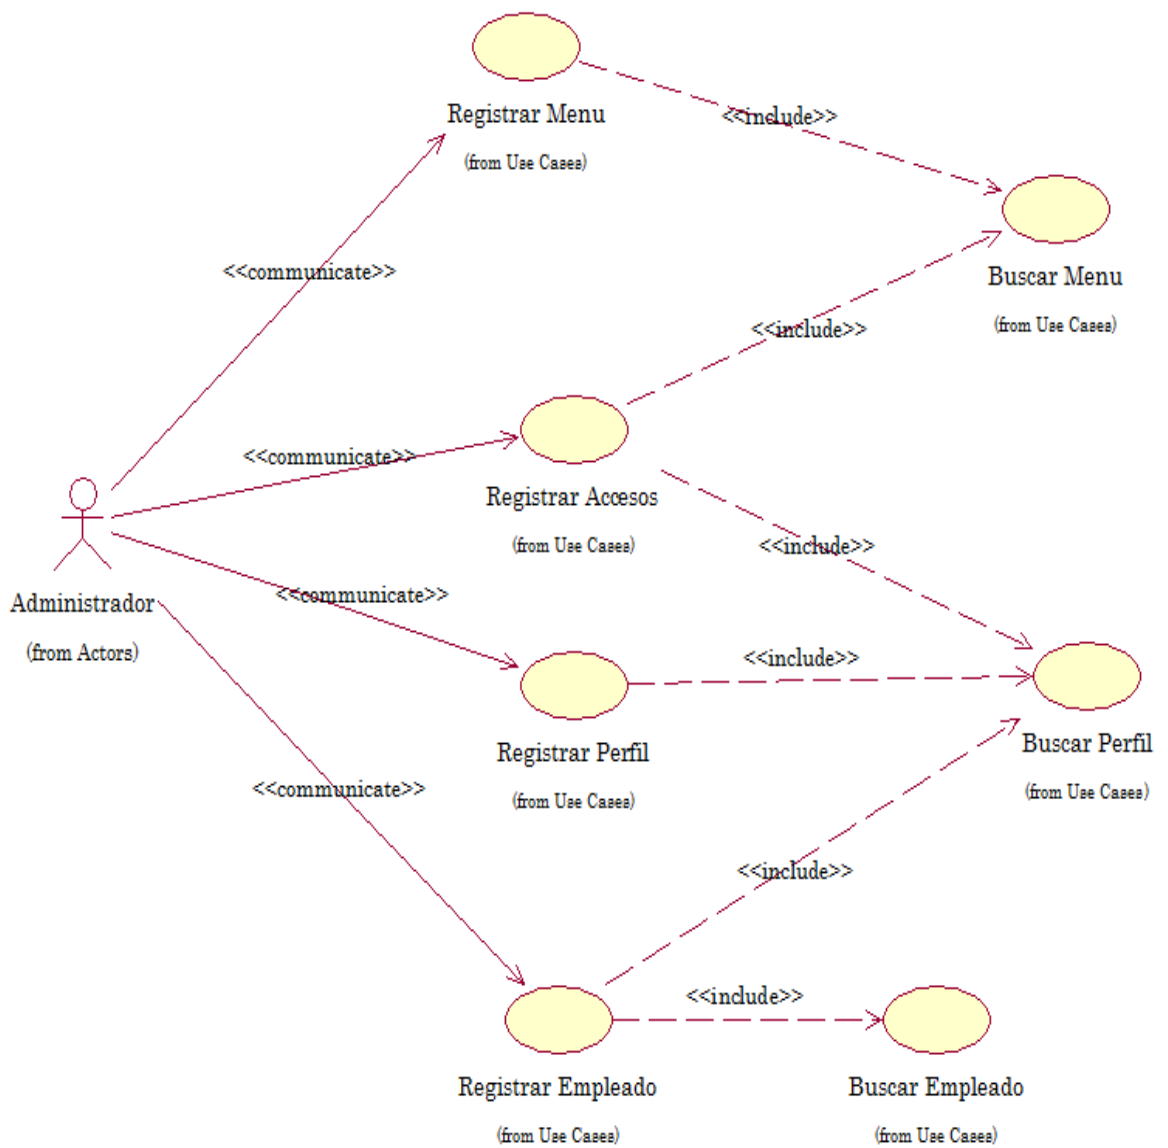 Registrar Menu
(from Use Cases)
<<include>>
Buscar Menu
(from Use Cases)
<<communicate>>
<<include>>
<<communicate>>
Registrar Accesos
(from Use Cases)
<<include>>
Administrador
(from Actors)
<<communicate>>
<<include>>
Registrar Perfil
(from Use Cases)
Buscar Perfil
(from Use Cases)
<<communicate>>
<<include>>
<<include>>
Registrar Empleado
(from Use Cases)
Buscar Empleado
(from Use Cases)